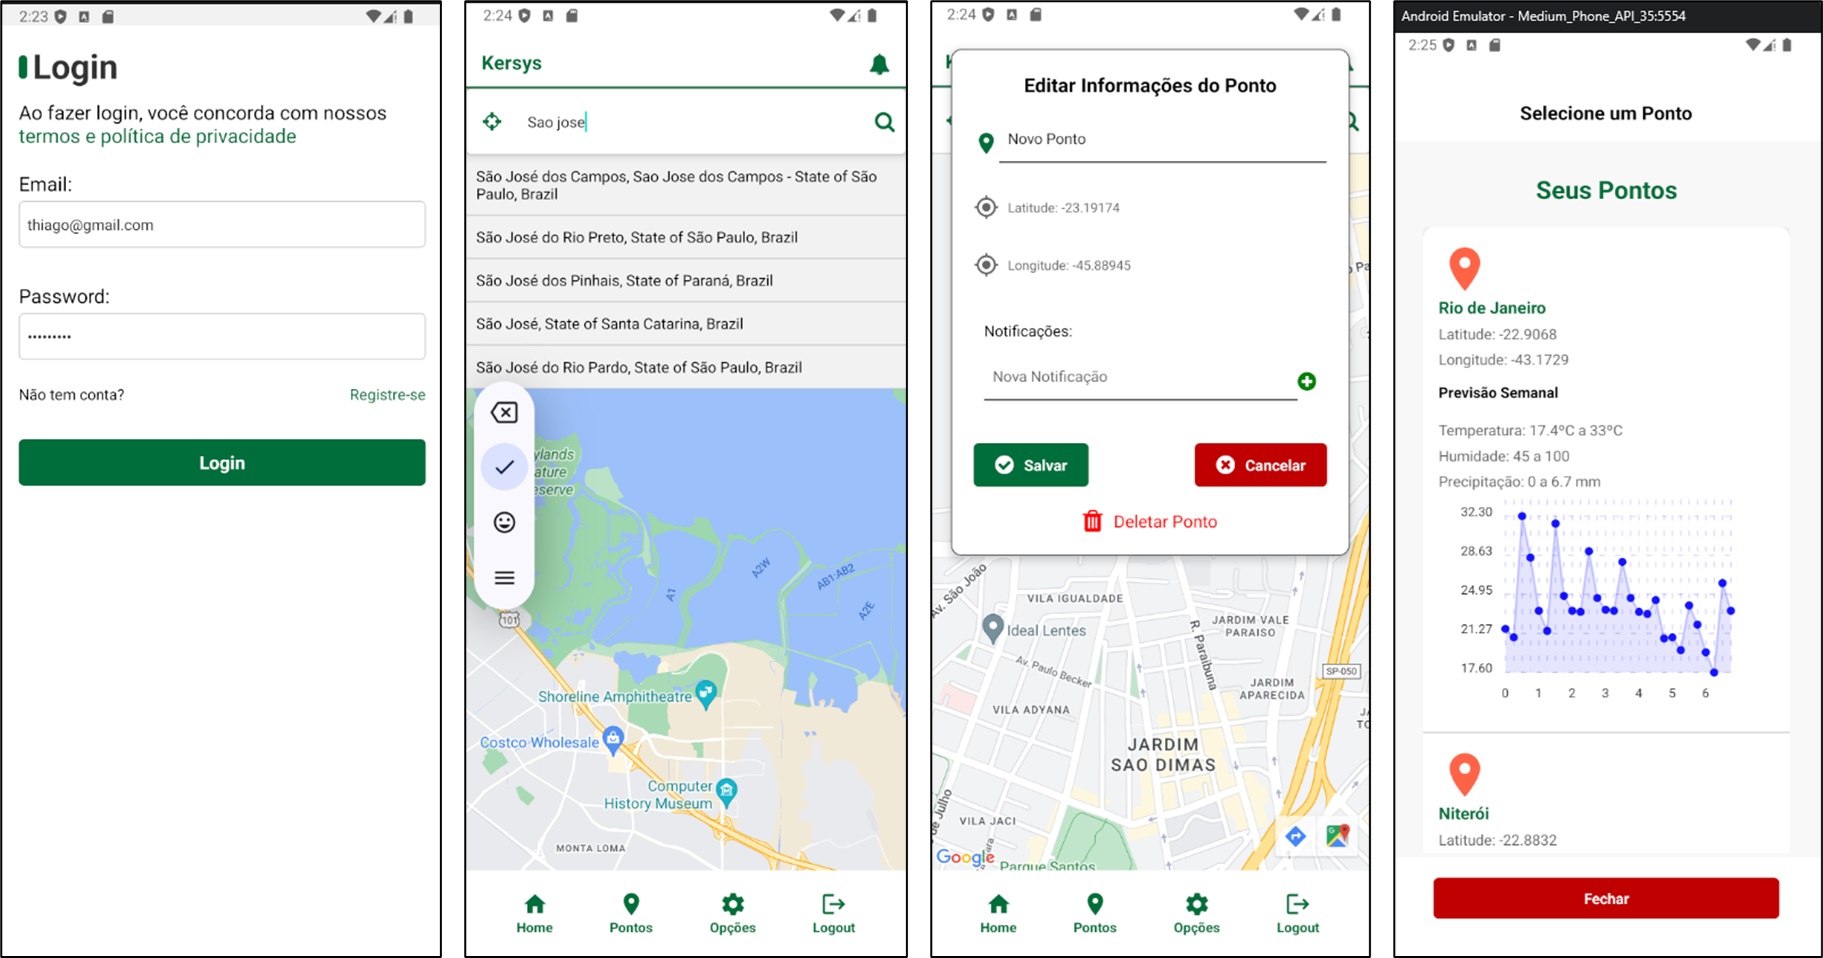 2:23
Login
Ao fazer login, você concorda com nossos
termos e política de privacidade
Email:
thiago@gmail.com
Password:
•••••••••
Não tem conta?
Registre-se
Login
2:24
Kersys
Sao jose
São José dos Campos, Sao Jose dos Campos - State of São
Paulo, Brazil
São José do Rio Preto, State of São Paulo, Brazil
São José dos Pinhais, State of Paraná, Brazil
São José, State of Santa Catarina, Brazil
São José do Rio Pardo, State of São Paulo, Brazil
A1
A2W
AB1-AB2
A2E
101
Shoreline Amphitheatre
Costco Wholesale
Computer
History Museum
MONTA LOMA
Home
Pontos
Opções
Logout
2:24
Editar Informações do Ponto
Novo Ponto
Latitude: -23.19174
Longitude: -45.88945
Notificações:
Nova Notificação
Salvar
Cancelar
Deletar Ponto
Av. São João
VILA IGUALDADE
Ideal Lentes
JARDIM VALE
PARAISO
R. Paraibuna
Av. Paulo Becker
SP-050
JARDIM
APARECIDA
VILA ADYANA
JARDIM
SAO DIMAS
de Julho
VILA JACI
Google
Parque Santos
Home
Pontos
Opções
Logout
Android Emulator - Medium_Phone_API_35:5554
2:25
Selecione um Ponto
Seus Pontos
Rio de Janeiro
Latitude: -22.9068
Longitude: -43.1729
Previsão Semanal
Temperatura: 17.4ºC a 33ºC
Humidade: 45 a 100
Precipitação: 0 a 6.7 mm
32.30
28.63
24.95
21.27
17.60
0 1 2 3 4 5 6
Niterói
Latitude: -22.8832
Fechar